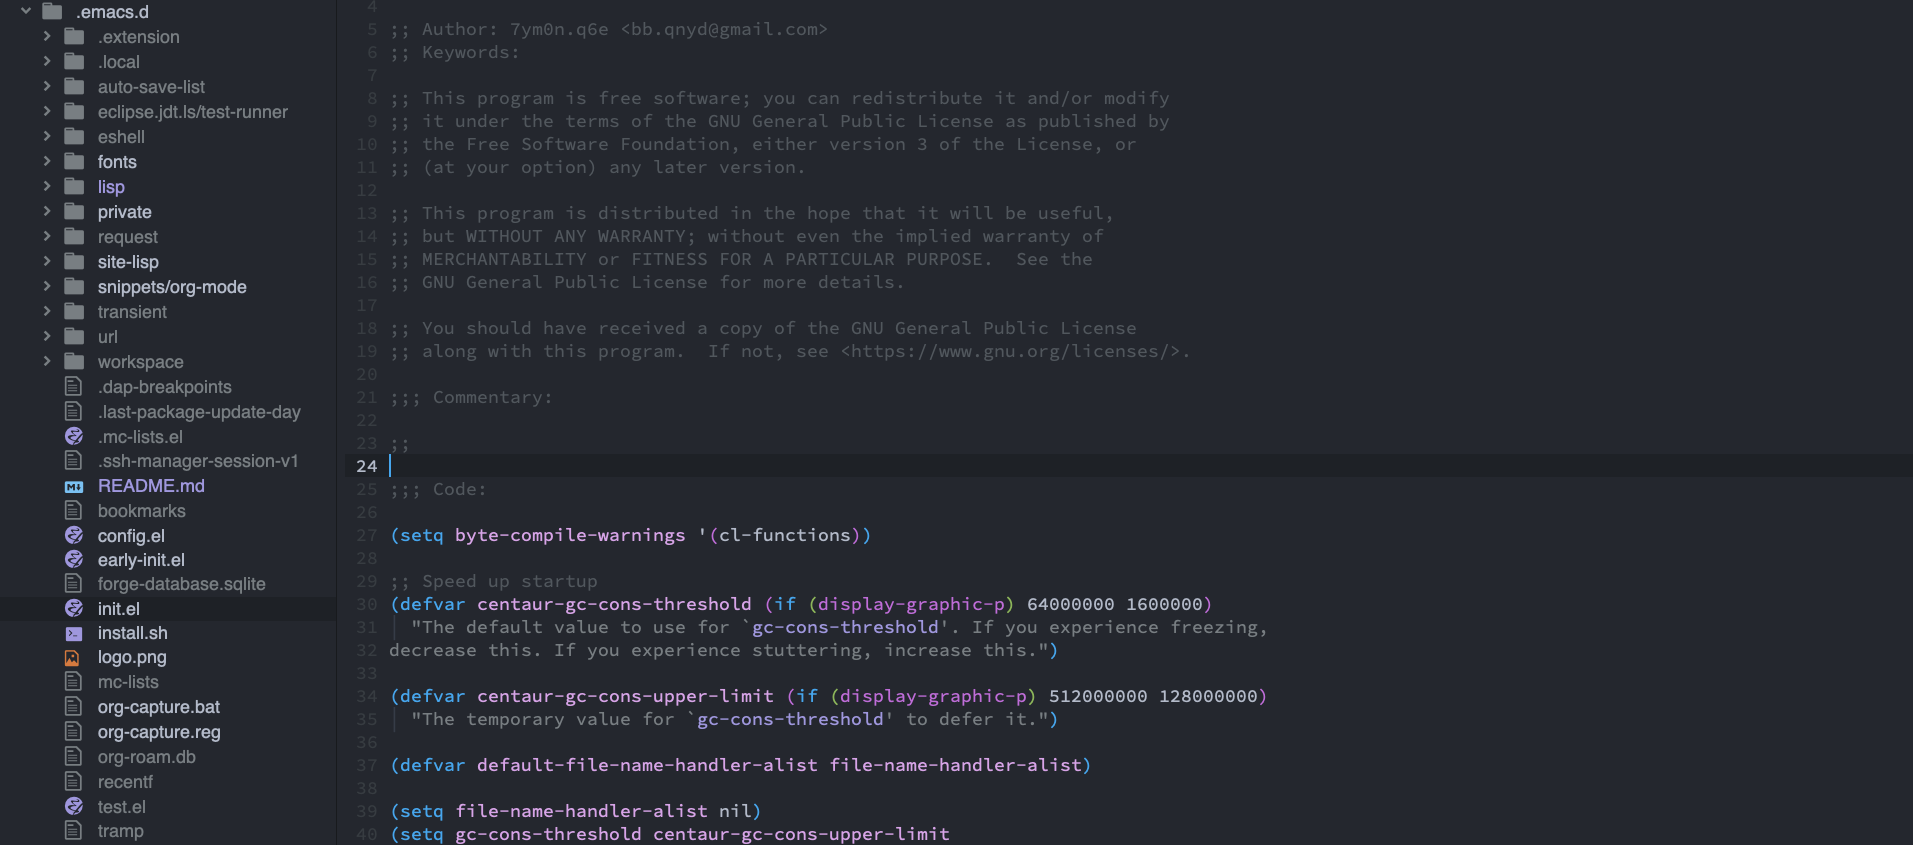 .emacs.d
.extension
.local
auto-save-list
eclipse.jdt.ls/test-runner
eshell
fonts
lisp
private
request
site-lisp
snippets/org-mode
transient
url
workspace
.dap-breakpoints
.last-package-update-day
.mc-lists.el
.ssh-manager-session-v1
README.md
bookmarks
config.el
early-init.el
forge-database.sqlite
init.el
install.sh
logo.png
mc-lists
org-capture.bat
org-capture.reg
org-roam.db
recentf
test.el
tramp
4
5 ;; Author: 7ym0n.q6e <bb.qnyd@gmail.com>
6 ;; Keywords:
7
8 ;; This program is free software; you can redistribute it and/or modify
9 ;; it under the terms of the GNU General Public License as published by
10 ;; the Free Software Foundation, either version 3 of the License, or
11 ;; (at your option) any later version.
12
13 ;; This program is distributed in the hope that it will be useful,
14 ;; but WITHOUT ANY WARRANTY; without even the implied warranty of
15 ;; MERCHANTABILITY or FITNESS FOR A PARTICULAR PURPOSE.  See the
16 ;; GNU General Public License for more details.
17
18 ;; You should have received a copy of the GNU General Public License
19 ;; along with this program.  If not, see <https://www.gnu.org/licenses/>.
20
21 ;;; Commentary:
22
23 ;;
24
25 ;;; Code:
26
27 (setq byte-compile-warnings '(cl-functions))
28
29 ;; Speed up startup
30 (defvar centaur-gc-cons-threshold (if (display-graphic-p) 64000000 1600000)
31   "The default value to use for `gc-cons-threshold'. If you experience freezing,
32 decrease this. If you experience stuttering, increase this.")
33
34 (defvar centaur-gc-cons-upper-limit (if (display-graphic-p) 512000000 128000000)
35   "The temporary value for `gc-cons-threshold' to defer it.")
36
37 (defvar default-file-name-handler-alist file-name-handler-alist)
38
39 (setq file-name-handler-alist nil)
40 (setq gc-cons-threshold centaur-gc-cons-upper-limit